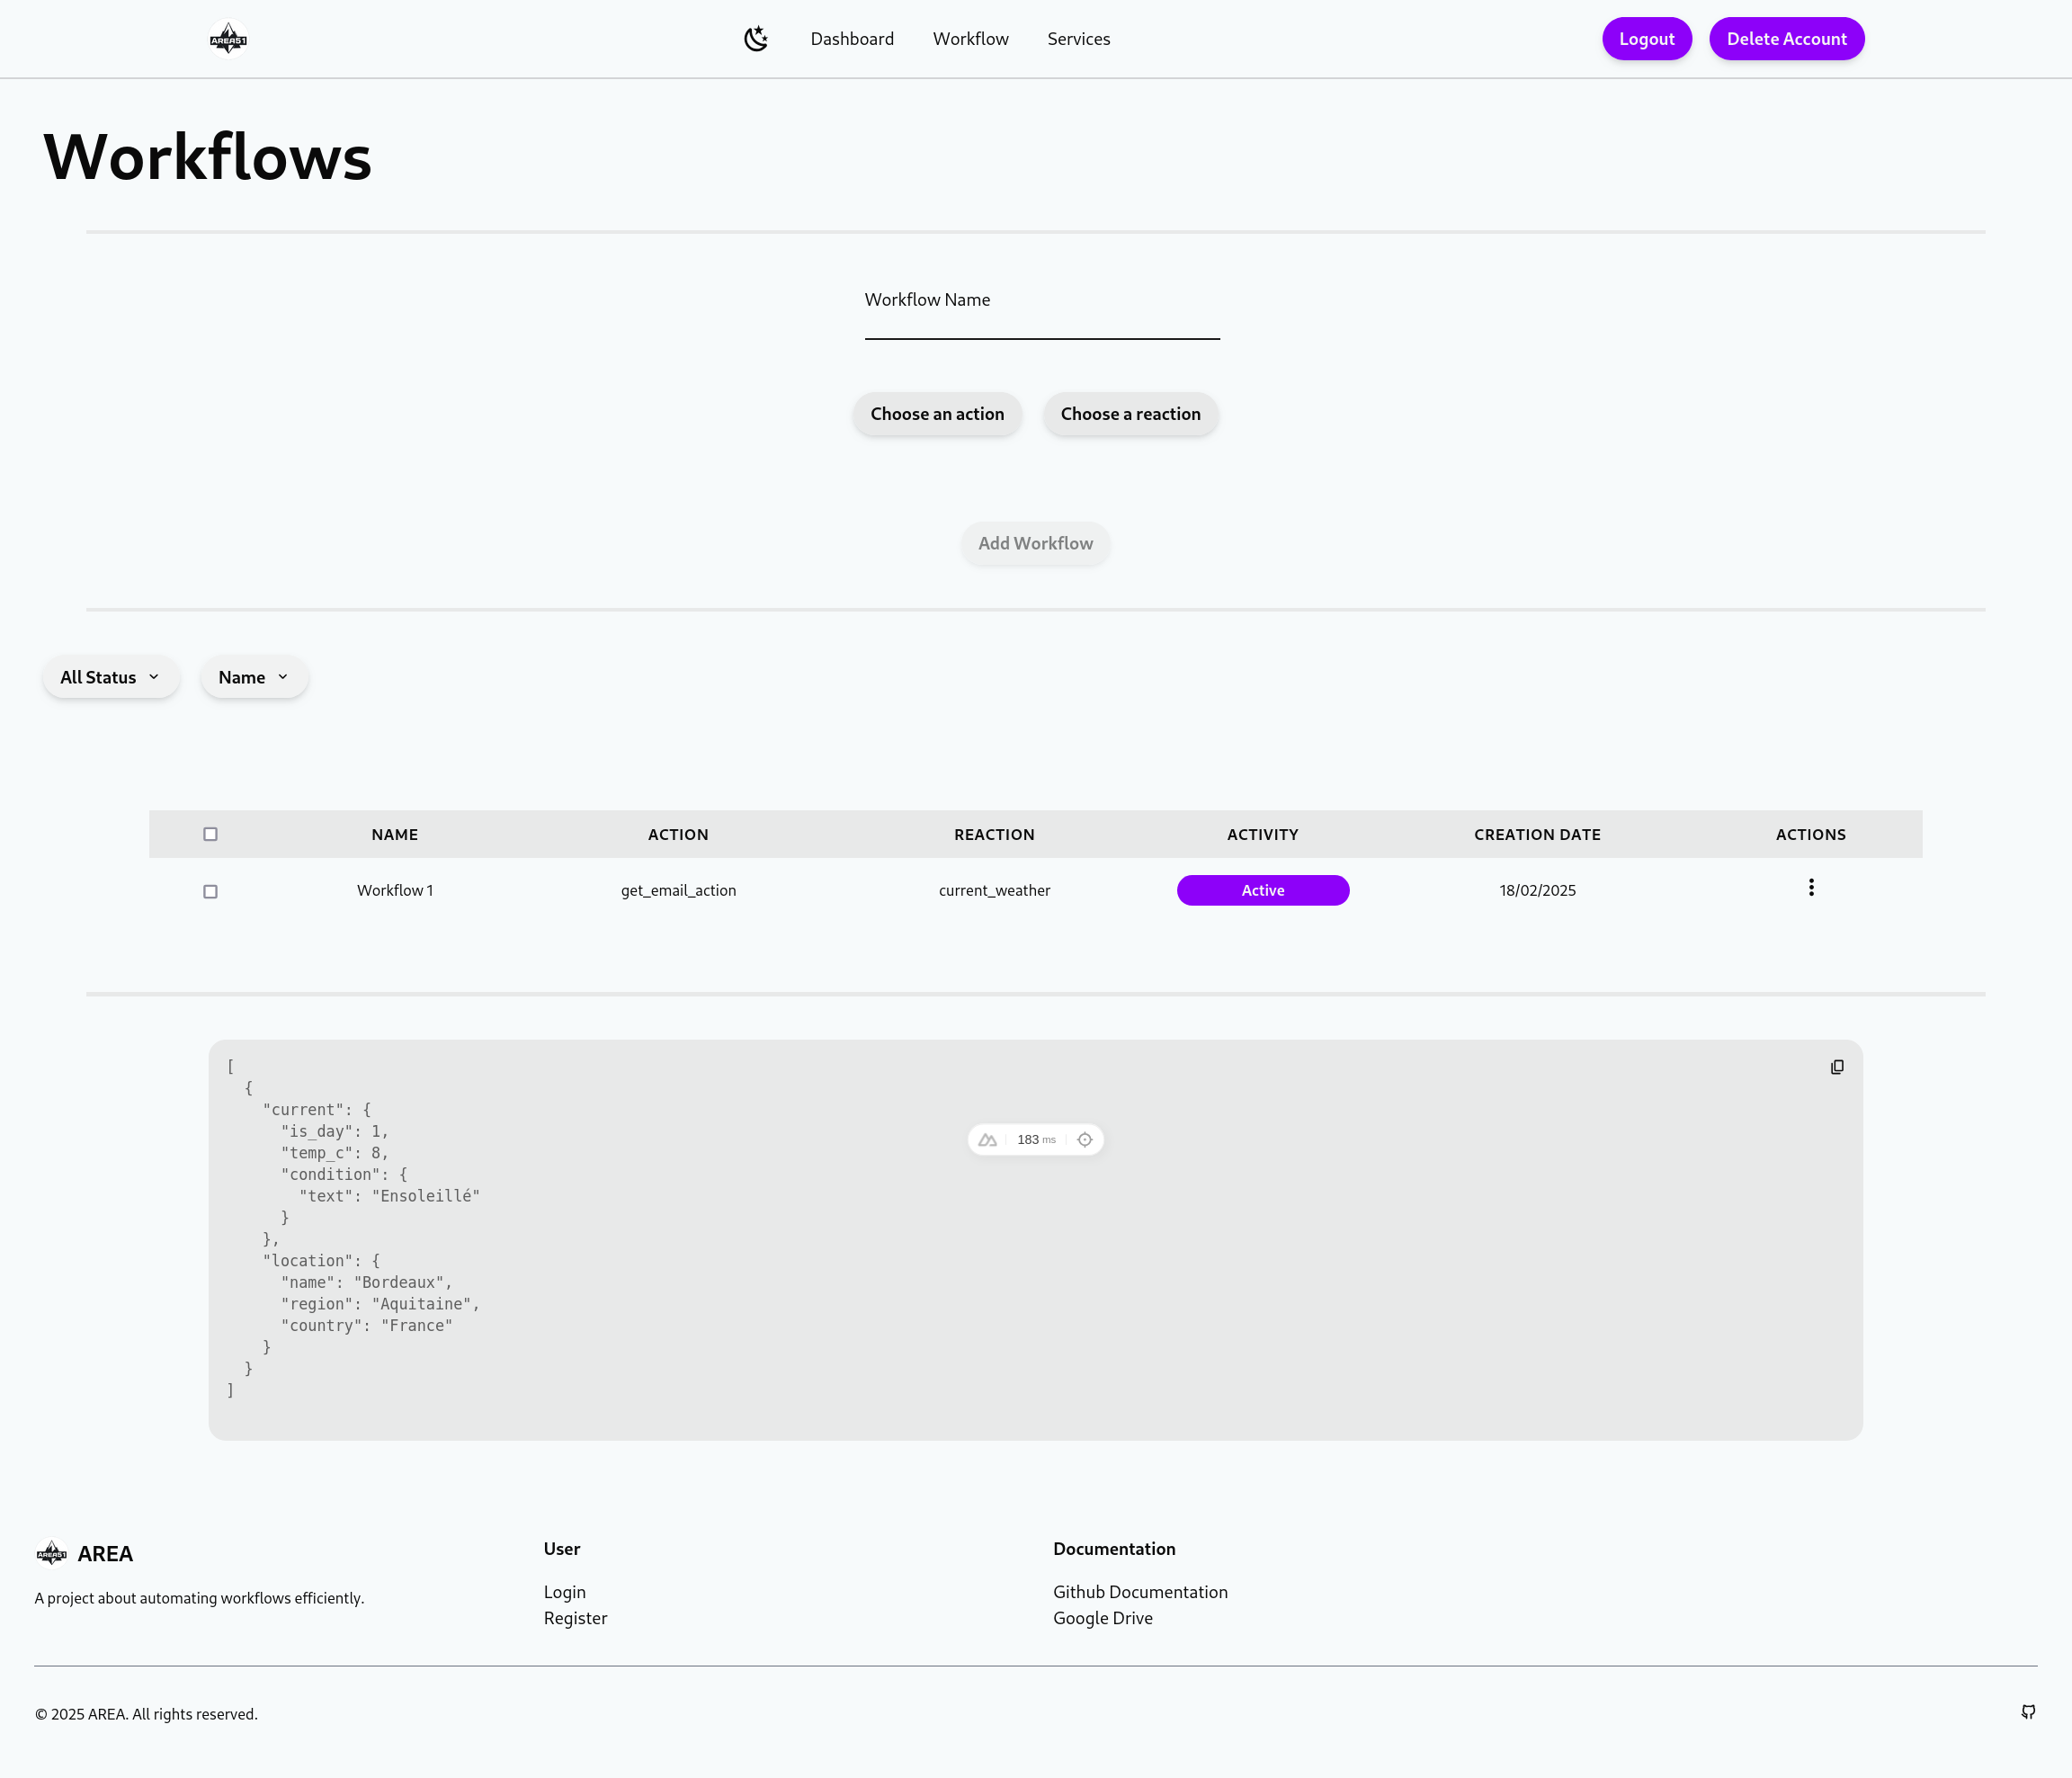 AREA51
Dashboard Workflow Services
Logout Delete Account
Workflows
Workflow Name
Choose an action Choose a reaction
Add Workflow
All Status Name
NAME ACTION REACTION ACTIVITY CREATION DATE ACTIONS
Workflow 1 get_email_action current_weather Active 18/02/2025
[
  {
    "current": {
      "is_day": 1,
      "temp_c": 8,
      "condition": {
        "text": "Ensoleillé"
      }
    },
    "location": {
      "name": "Bordeaux",
      "region": "Aquitaine",
      "country": "France"
    }
  }
]
183 ms
AREA51 AREA
A project about automating workflows efficiently.
User
Login
Register
Documentation
Github Documentation
Google Drive
© 2025 AREA. All rights reserved.